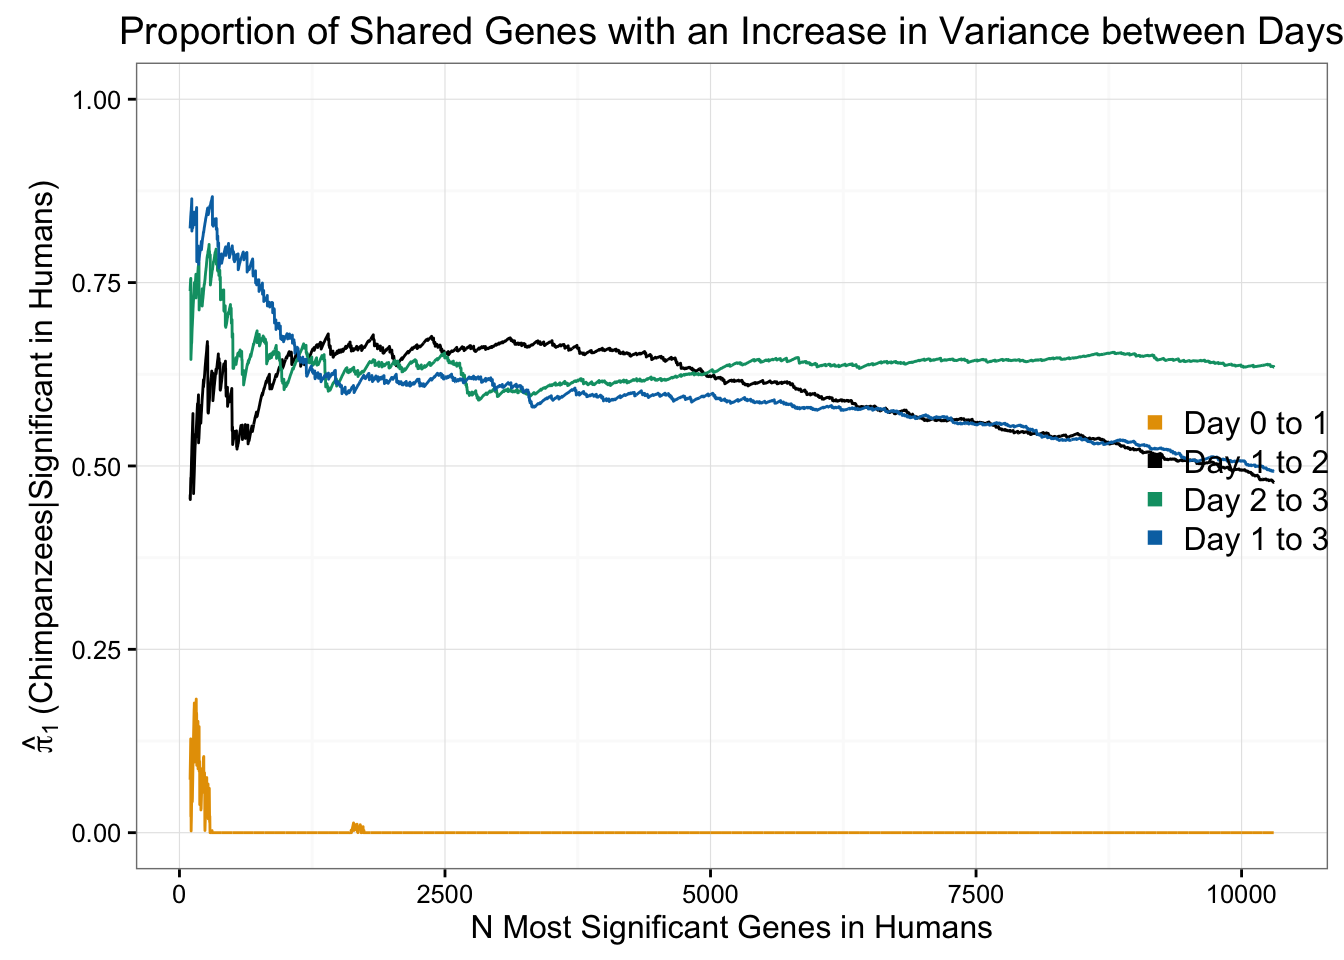 Proportion of Shared Genes with an Increase in Variance between Days
π̂1 (Chimpanzees|Significant in Humans)
1.00
0.75
0.50
0.25
0.00
Day 0 to 1
Day 1 to 2
Day 2 to 3
Day 1 to 3
0 2500 5000 7500 10000
N Most Significant Genes in Humans